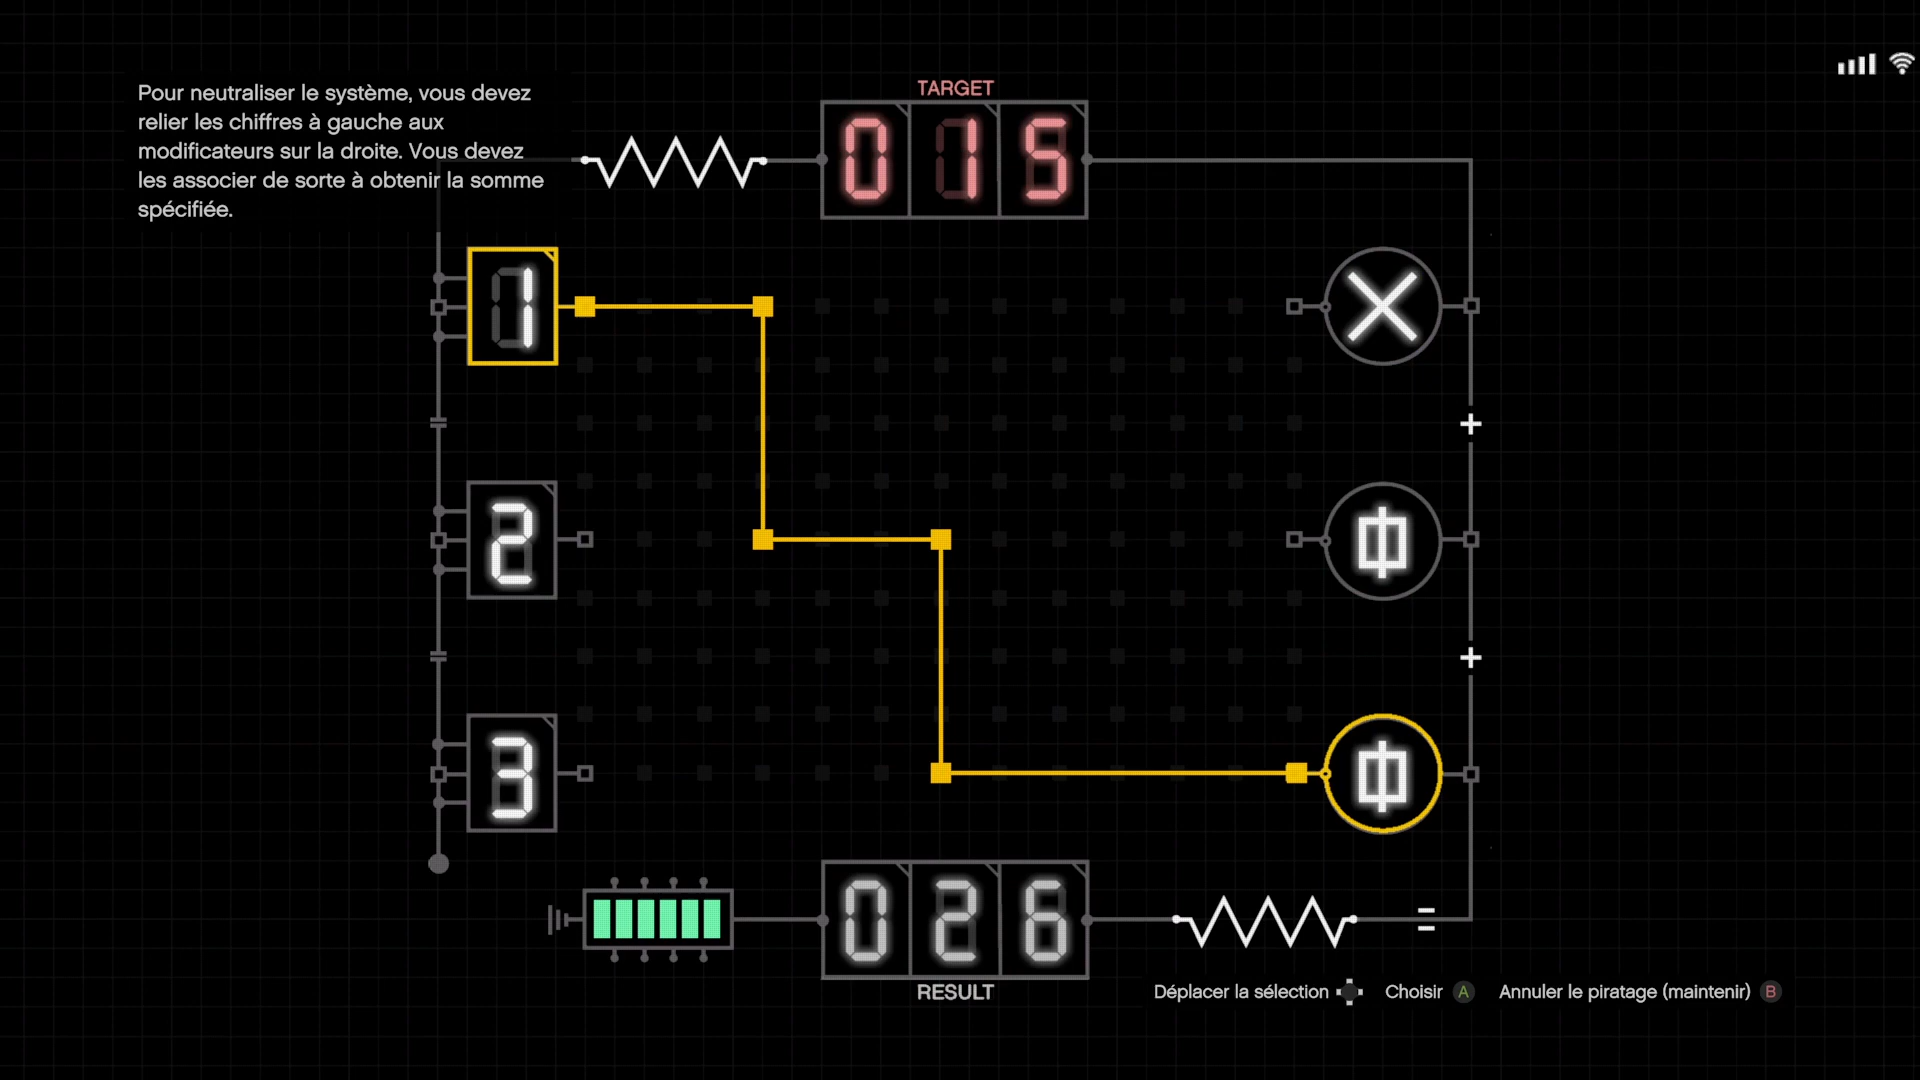 Pour neutraliser le système, vous devez
relier les chiffres à gauche aux
modificateurs sur la droite. Vous devez
les associer de sorte à obtenir la somme
spécifiée.
TARGET
015
1
2
+
3
+
026
=
RESULT
Déplacer la sélection Choisir A Annuler le piratage (maintenir) B